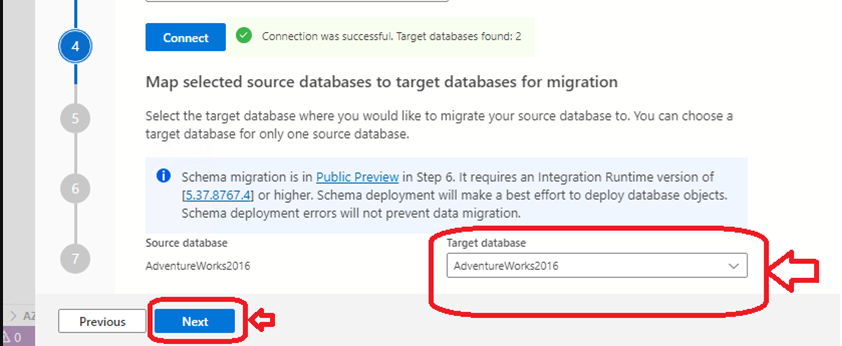 4
Connect
Connection was successful. Target databases found: 2
Map selected source databases to target databases for migration
5
Select the target database where you would like to migrate your source database to. You can choose a
target database for only one source database.
6
Schema migration is in Public Preview in Step 6. It requires an Integration Runtime version of
[5.37.8767.4] or higher. Schema deployment will make a best effort to deploy database objects.
Schema deployment errors will not prevent data migration.
7
Source database
Target database
AdventureWorks2016
AdventureWorks2016
> AZ
Previous
Next
0